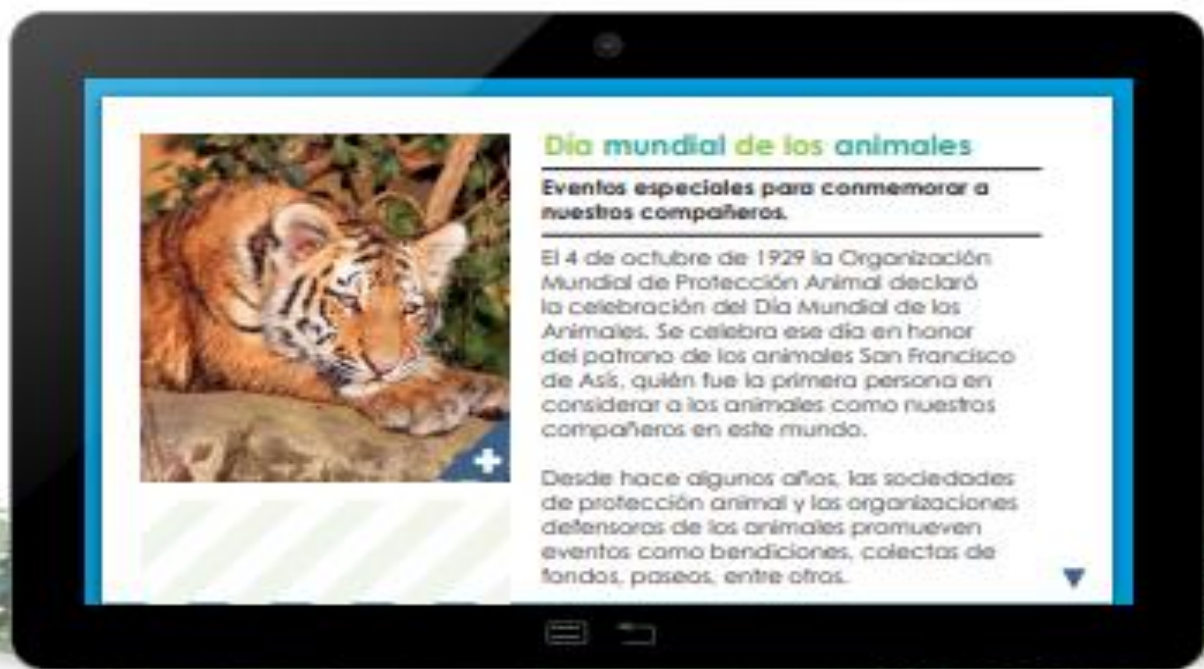 Día mundial de los animales
Eventos especiales para conmemorar a
nuestros compañeros.
El 4 de octubre de 1929 la Organización
Mundial de Protección Animal declaró
la celebración del Día Mundial de los
Animales. Se celebra ese día en honor
del patrono de los animales San Francisco
de Asís, quién fue la primera persona en
considerar a los animales como nuestros
compañeros en este mundo.
Desde hace algunos años, las sociedades
de protección animal y las organizaciones
defensoras de los animales promueven
eventos como bendiciones, colectas de
fondos, paseos, entre otros.